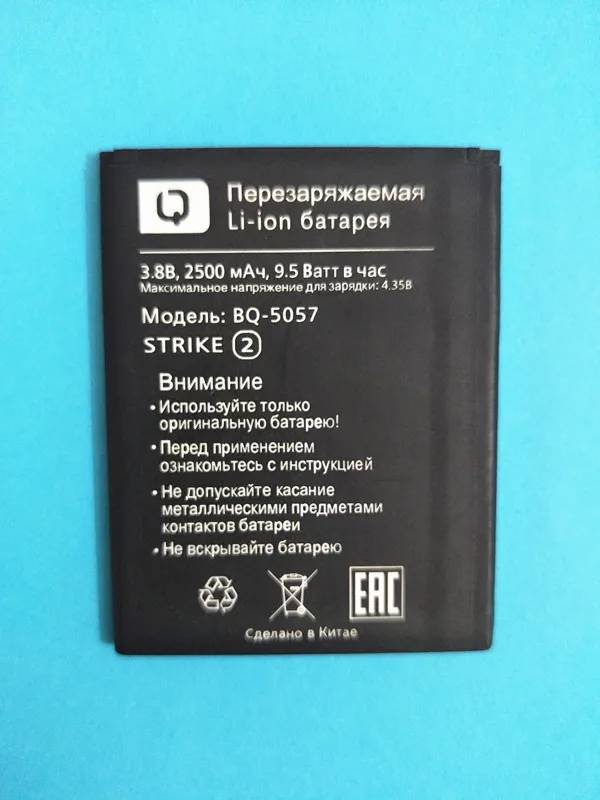 Перезаряжаемая
Li-ion батарея
3.8В, 2500 мАч, 9.5 Ватт в час
Максимальное напряжение для зарядки: 4.35В
Модель: BQ-5057
STRIKE 2
Внимание
• Используйте только
оригинальную батарею!
• Перед применением
ознакомьтесь с инструкцией
• Не допускайте касание
металлическими предметами
контактов батареи
• Не вскрывайте батарею
EAC
Сделано в Китае